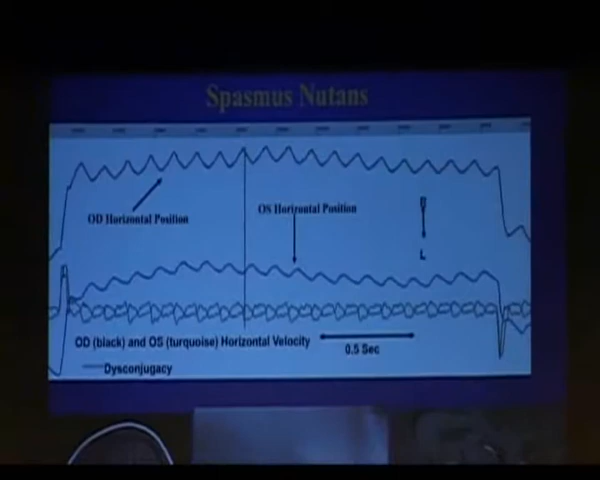 Spasmus Nutans
OD Horizontal Position
OS Horizontal Position
L
OD (black) and OS (turquoise) Horizontal Velocity
0.5 Sec
Dysconjugacy